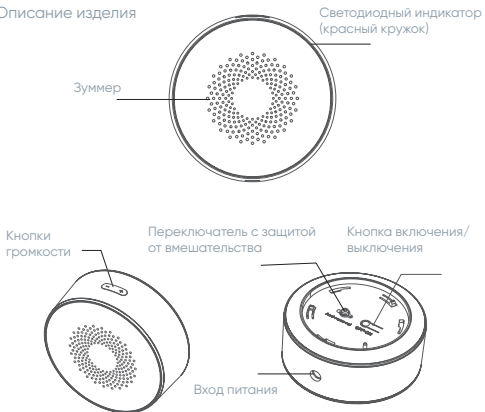 Описание изделия
Светодиодный индикатор
(красный кружок)
Зуммер
Кнопки
громкости
Переключатель с защитой
от вмешательства
Кнопка включения/
выключения
Вход питания